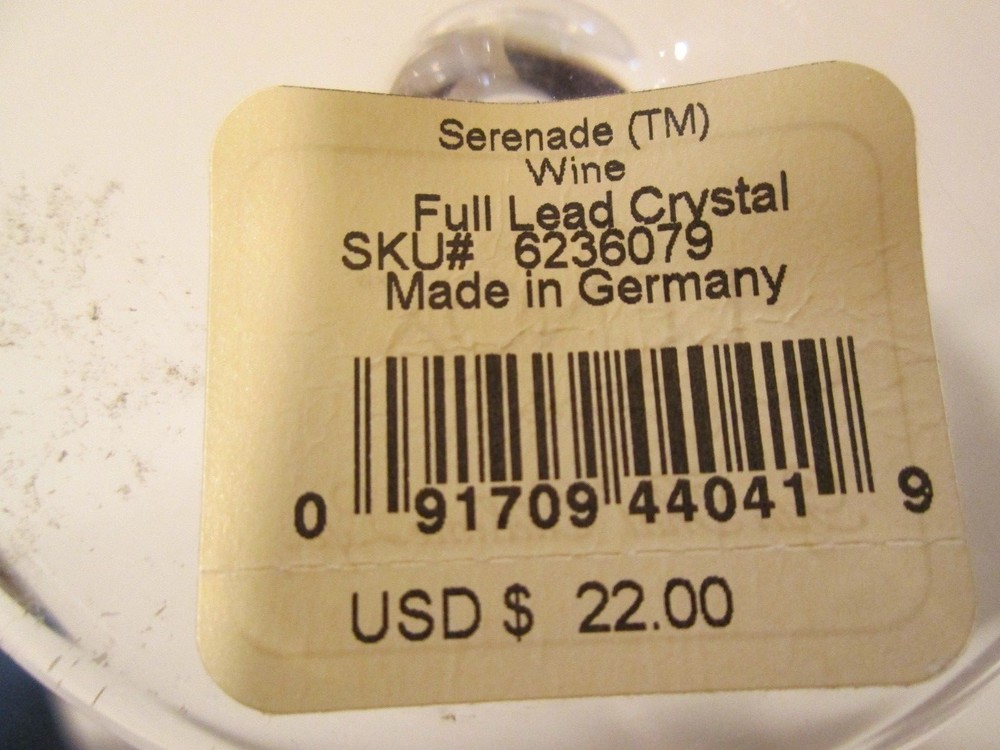 Serenade (TM)
Wine
Full Lead Crystal
SKU# 6236079
Made in Germany
0 91709 44041 9
USD $ 22.00